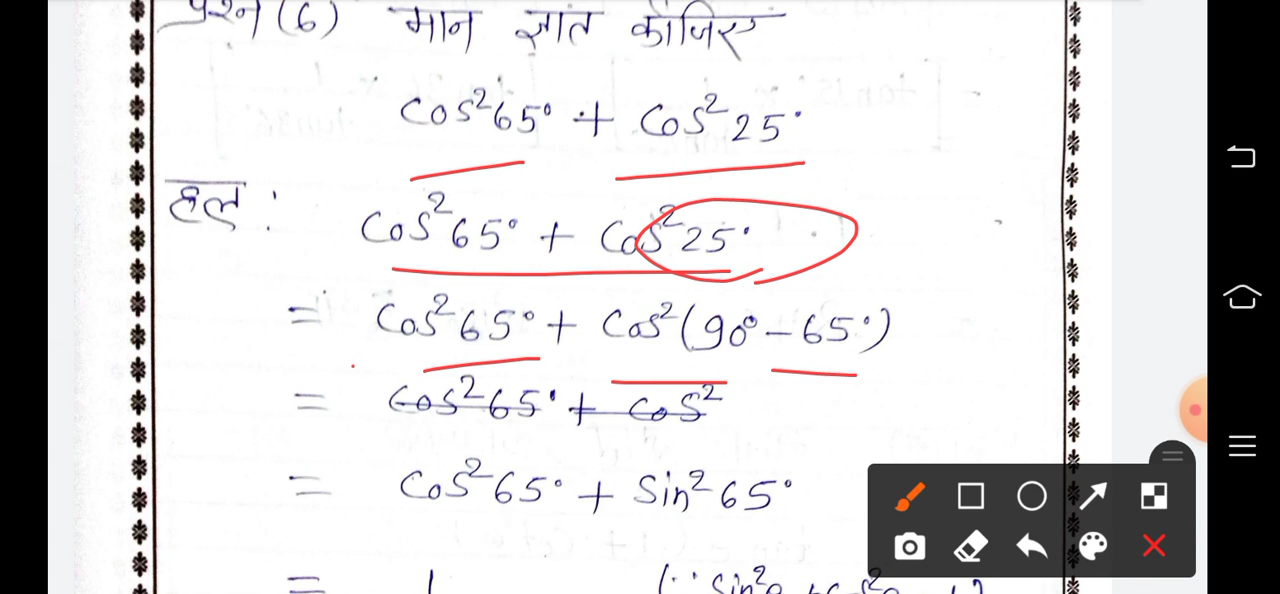 प्रश्न (6) मान ज्ञात कीजिए
Cos²65° + Cos²25°
हल :
Cos²65° + Cos²25°
= Cos²65° + Cos²(90° – 65°)
= Cos²65° + Cos²
= Cos²65° + Sin²65°
= 1